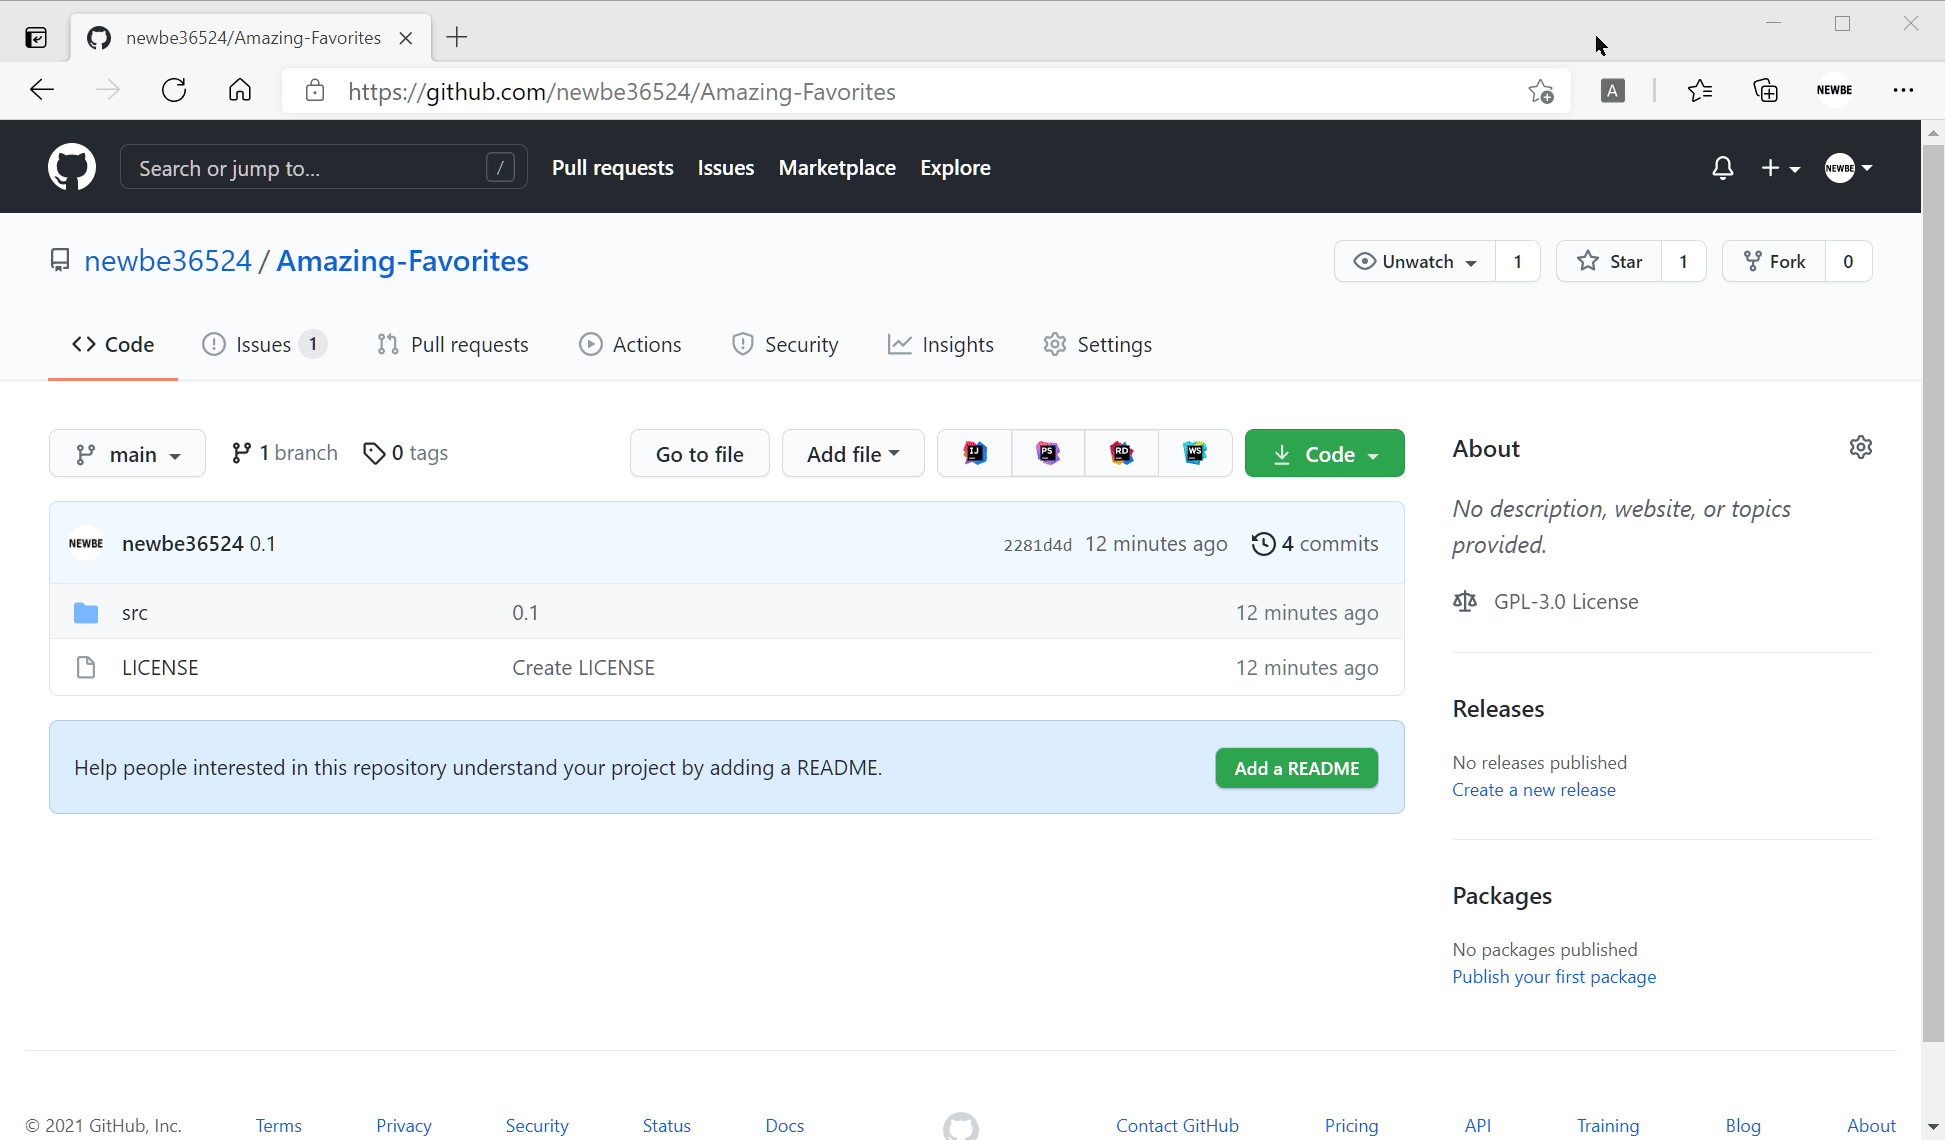 newbe36524/Amazing-Favorites
https://github.com/newbe36524/Amazing-Favorites
A
NEWBE
Search or jump to...
/
Pull requests
Issues
Marketplace
Explore
NEWBE
newbe36524 / Amazing-Favorites
Unwatch 1
Star 1
Fork 0
Code
Issues 1
Pull requests
Actions
Security
Insights
Settings
main
1 branch
0 tags
Go to file
Add file
IJ
PS
RD
WS
Code
NEWBE
newbe36524 0.1
2281d4d 12 minutes ago
4 commits
src 0.1 12 minutes ago
LICENSE Create LICENSE 12 minutes ago
Help people interested in this repository understand your project by adding a README.
Add a README
About
No description, website, or topics
provided.
GPL-3.0 License
Releases
No releases published
Create a new release
Packages
No packages published
Publish your first package
© 2021 GitHub, Inc.
Terms
Privacy
Security
Status
Docs
Contact GitHub
Pricing
API
Training
Blog
About